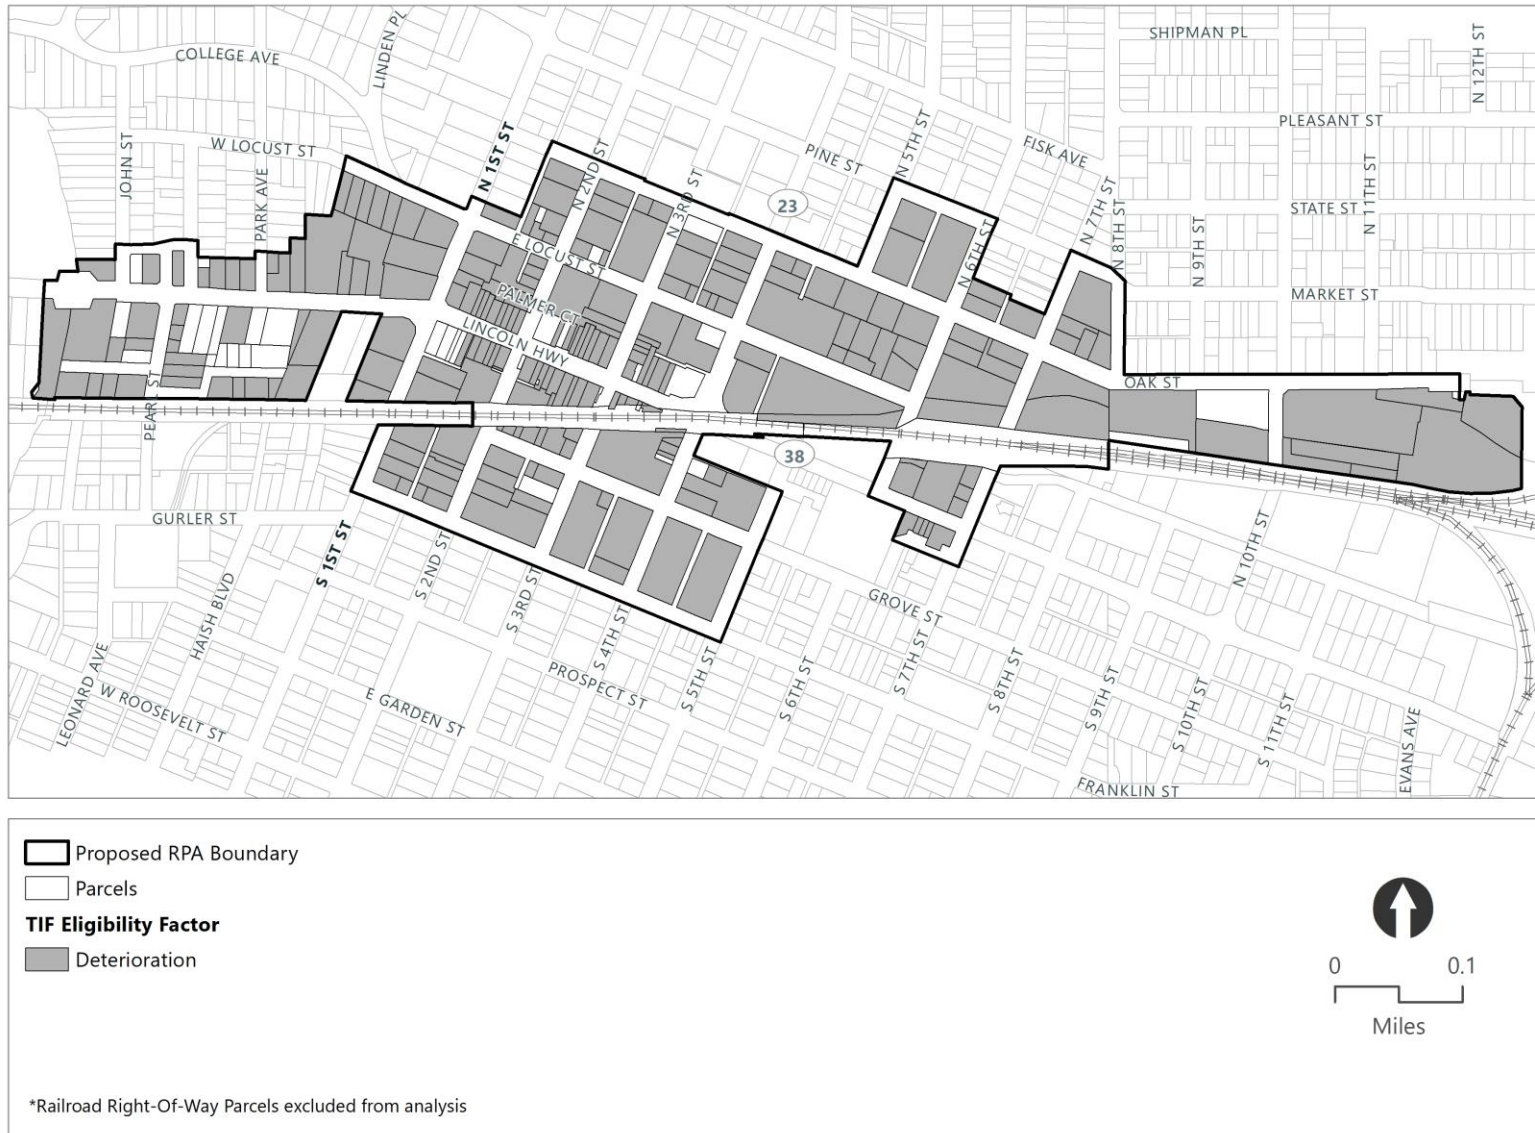 SHIPMAN PL
N 12TH ST
COLLEGE AVE
LINDEN PL
PLEASANT ST
JOHN ST
W LOCUST ST
N 1ST ST
N 2ND ST
PINE ST
N 5TH ST
FISK AVE
PARK AVE
N 3RD ST
23
N 6TH ST
N 7TH ST
N 8TH ST
N 9TH ST
STATE ST
N 11TH ST
E LOCUST ST
PALMER CT
MARKET ST
LINCOLN HWY
OAK ST
PEARL ST
38
GURLER ST
S 1ST ST
S 2ND ST
N 10TH ST
HAISH BLVD
S 3RD ST
GROVE ST
S 4TH ST
LEONARD AVE
W ROOSEVELT ST
E GARDEN ST
PROSPECT ST
S 5TH ST
S 6TH ST
S 7TH ST
S 8TH ST
S 9TH ST
S 10TH ST
S 11TH ST
EVANS AVE
FRANKLIN ST
Proposed RPA Boundary
Parcels
TIF Eligibility Factor
Deterioration
0 0.1
Miles
*Railroad Right-Of-Way Parcels excluded from analysis